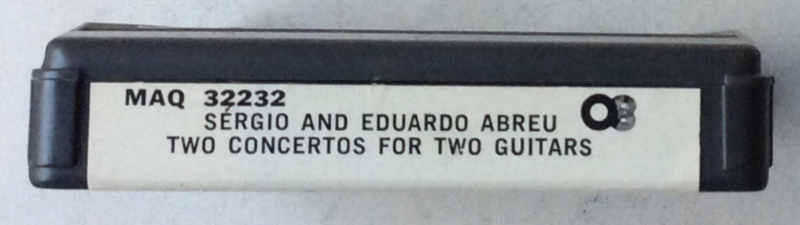 MAQ 32232
SÉRGIO AND EDUARDO ABREU
TWO CONCERTOS FOR TWO GUITARS